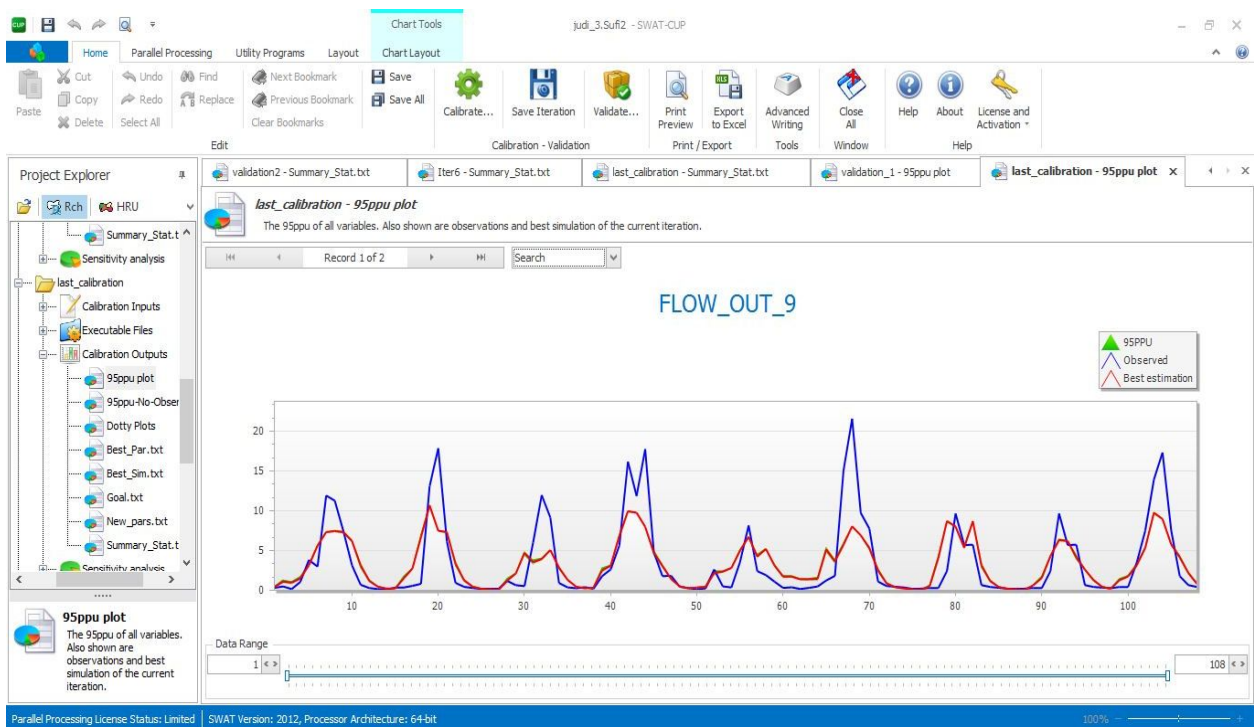 CUP
Chart Tools
judi_3.Sufi2 - SWAT-CUP
Home Parallel Processing Utility Programs Layout Chart Layout
Paste
Cut
Copy
Delete
Undo
Redo
Select All
Find
Replace
Next Bookmark
Previous Bookmark
Clear Bookmarks
Save
Save All
Calibrate...
Save Iteration
Validate...
Print Preview
XLS
Export to Excel
Advanced Writing
Close All
Help
About
License and Activation
Edit Calibration - Validation Print / Export Tools Window Help
Project Explorer
Rch HRU
Summary_Stat.t
Sensitivity analysis
last_calibration
Calibration Inputs
Executable Files
Calibration Outputs
95ppu plot
95ppu-No-Obser
Dotty Plots
Best_Par.txt
Best_Sim.txt
Goal.txt
New_pars.txt
Summary_Stat.t
Sensitivity analysis
95ppu plot
The 95ppu of all variables.
Also shown are
observations and best
simulation of the current
iteration.
validation2 - Summary_Stat.txt Iter6 - Summary_Stat.txt last_calibration - Summary_Stat.txt validation_1 - 95ppu plot last_calibration - 95ppu plot X
last_calibration - 95ppu plot
The 95ppu of all variables. Also shown are observations and best simulation of the current iteration.
Record 1 of 2 Search
FLOW_OUT_9
95PPU
Observed
Best estimation
20
15
10
5
0
10 20 30 40 50 60 70 80 90 100
Data Range
1 108
Parallel Processing License Status: Limited SWAT Version: 2012, Processor Architecture: 64-bit 100%